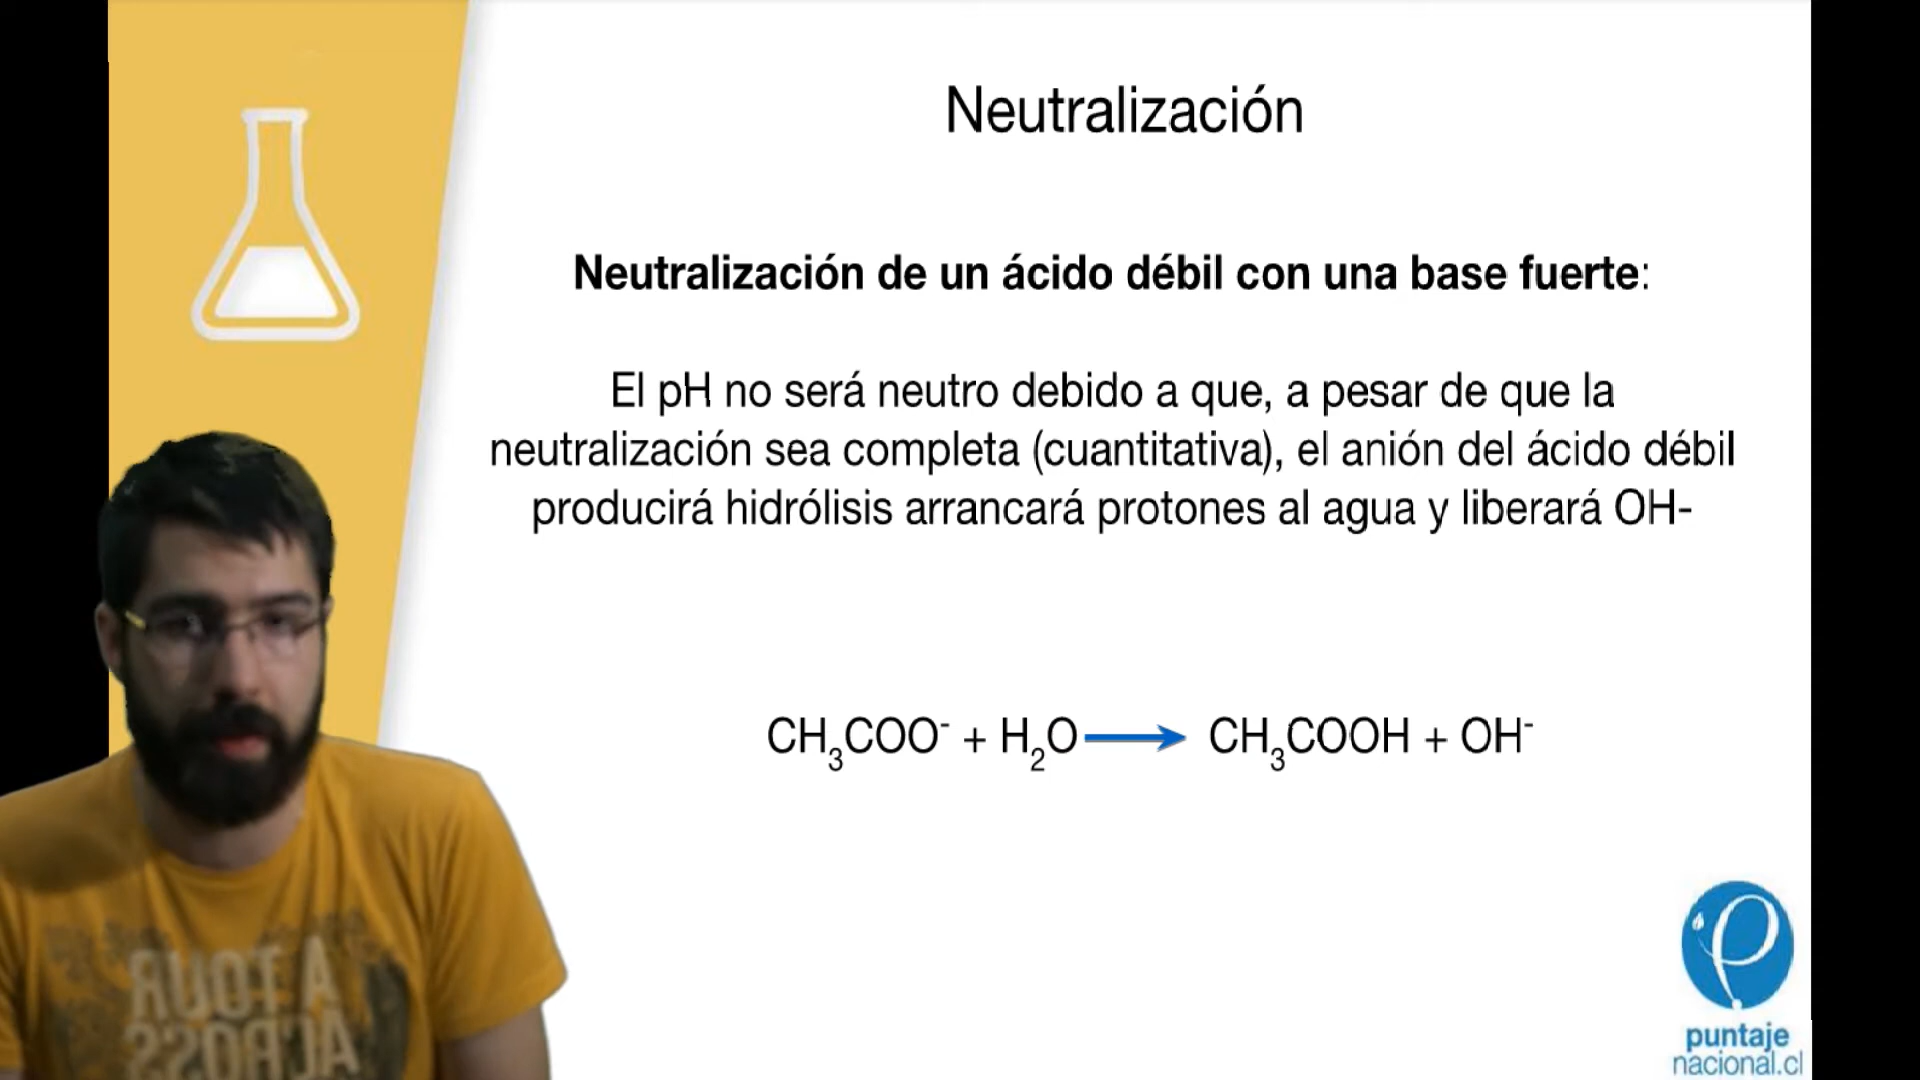 Neutralización
Neutralización de un ácido débil con una base fuerte:
El pH no será neutro debido a que, a pesar de que la
neutralización sea completa (cuantitativa), el anión del ácido débil
producirá hidrólisis arrancará protones al agua y liberará OH-
CH₃COO⁻ + H₂O → CH₃COOH + OH⁻
A TOUR
ACROSS
puntaje
nacional.cl